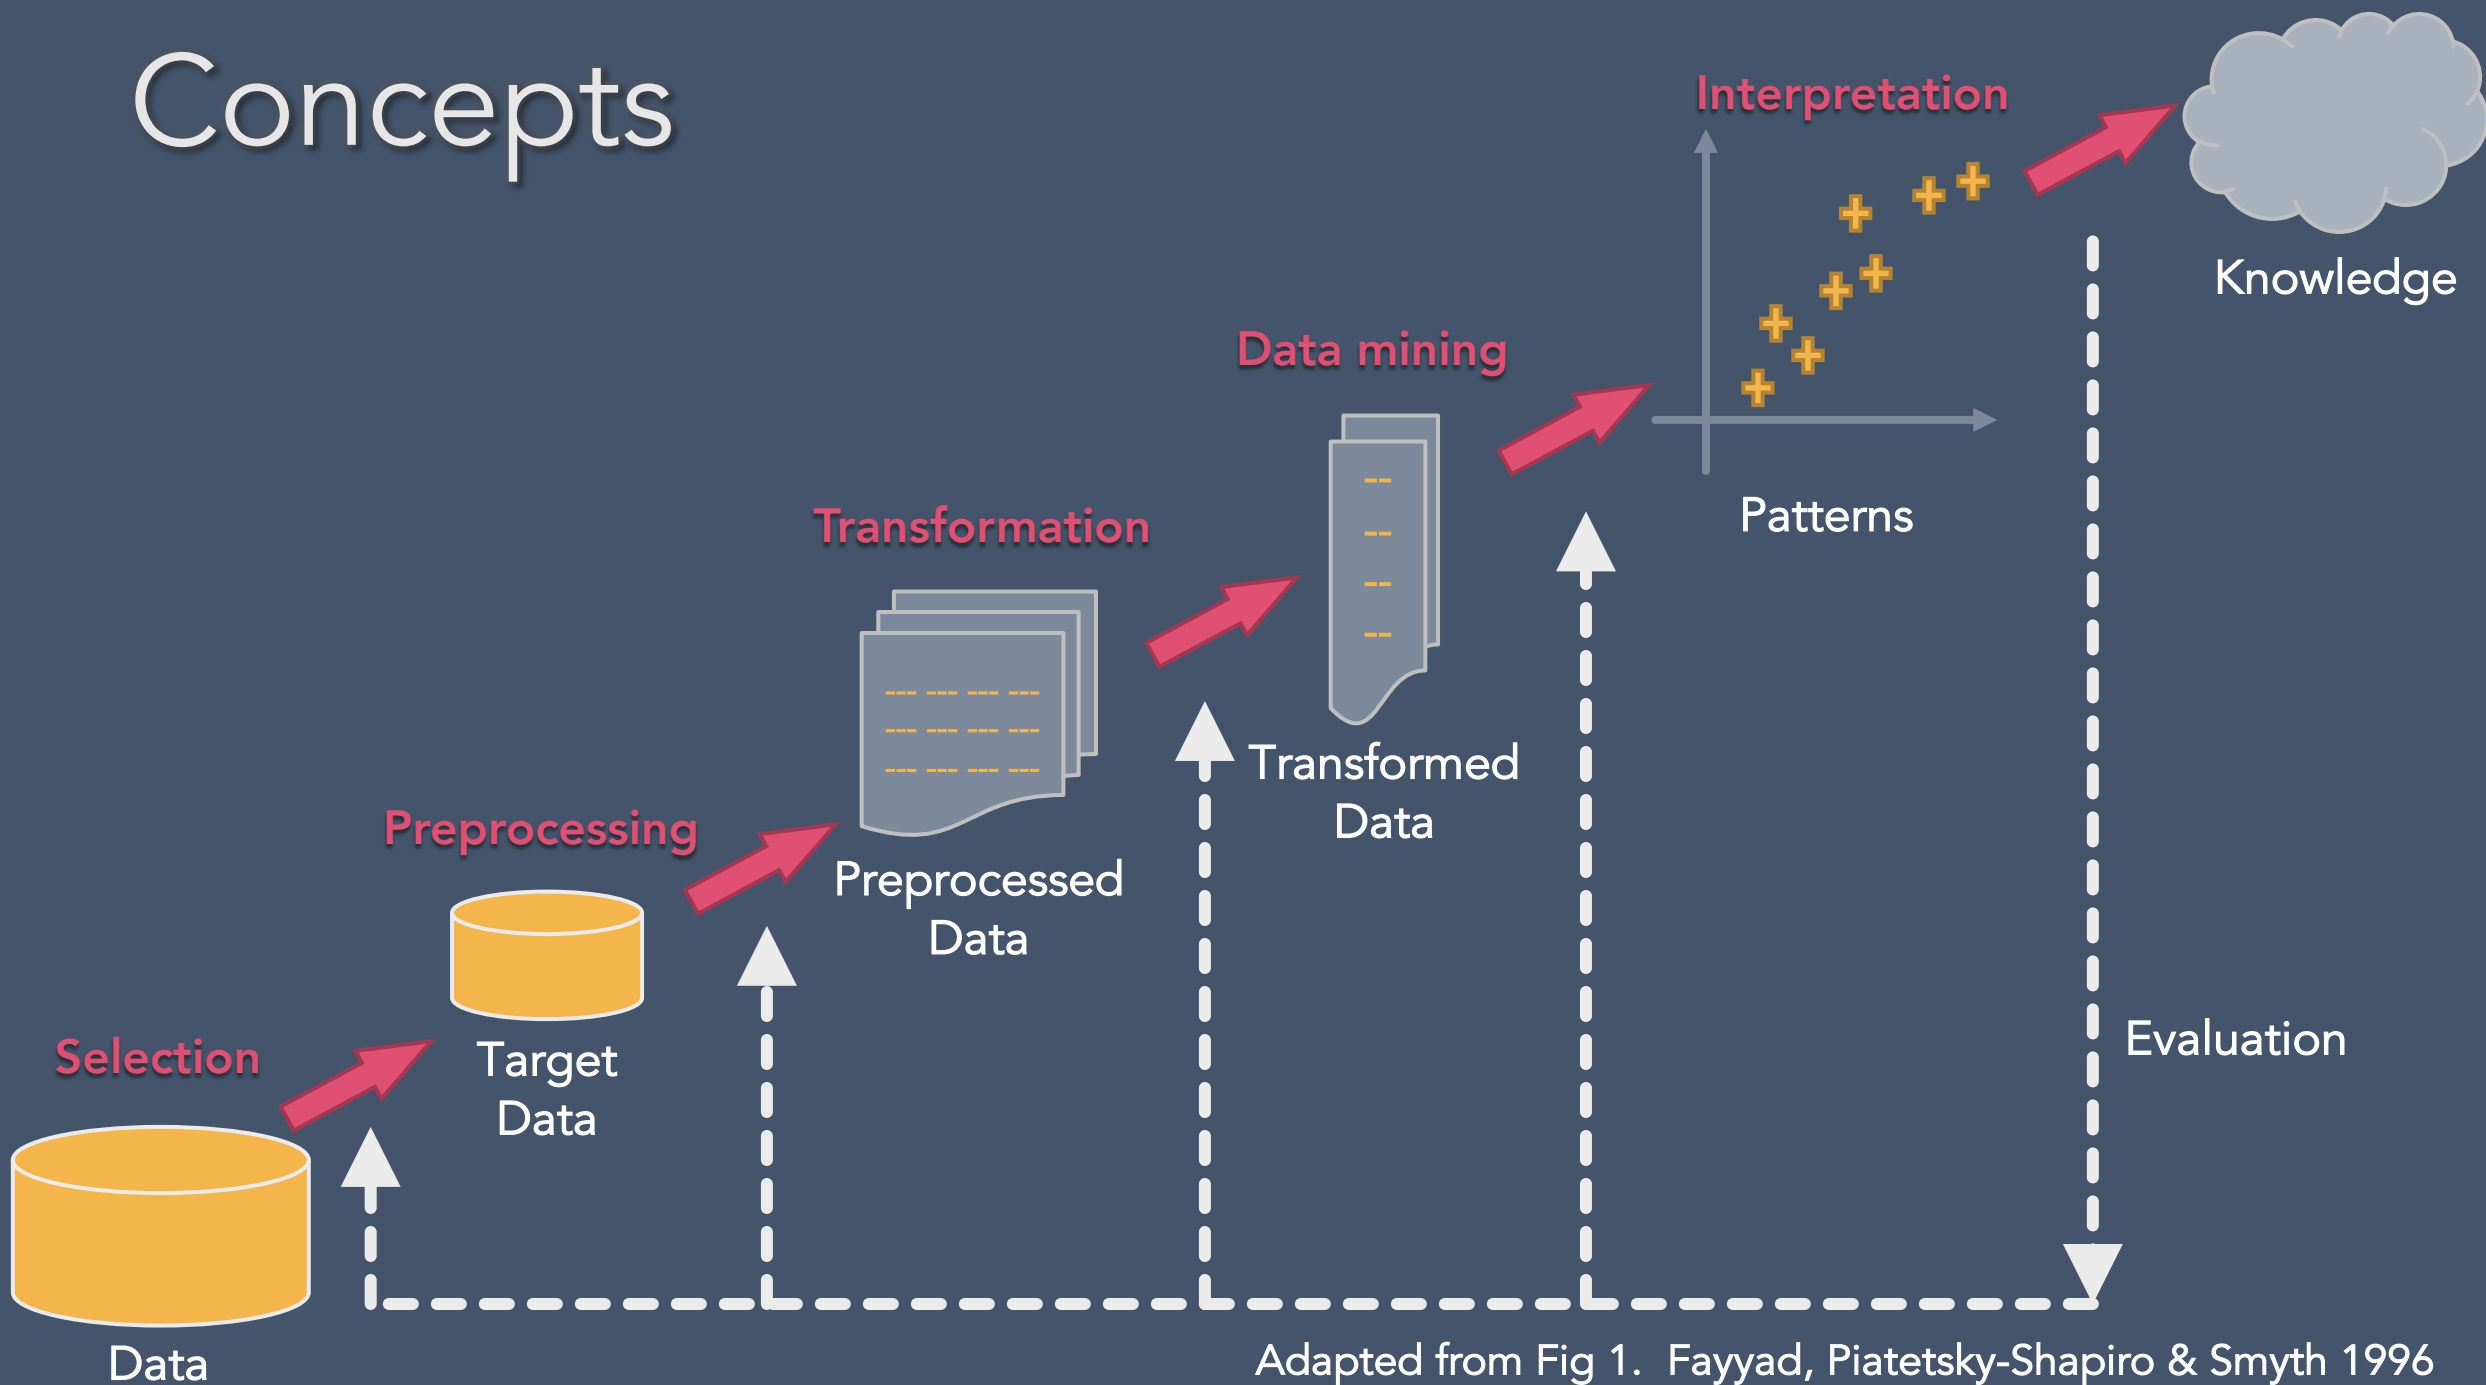 Concepts
Interpretation
Knowledge
Data mining
Patterns
Transformation
Transformed
Data
Preprocessing
Preprocessed
Data
Selection
Target
Data
Evaluation
Data
Adapted from Fig 1. Fayyad, Piatetsky-Shapiro & Smyth 1996